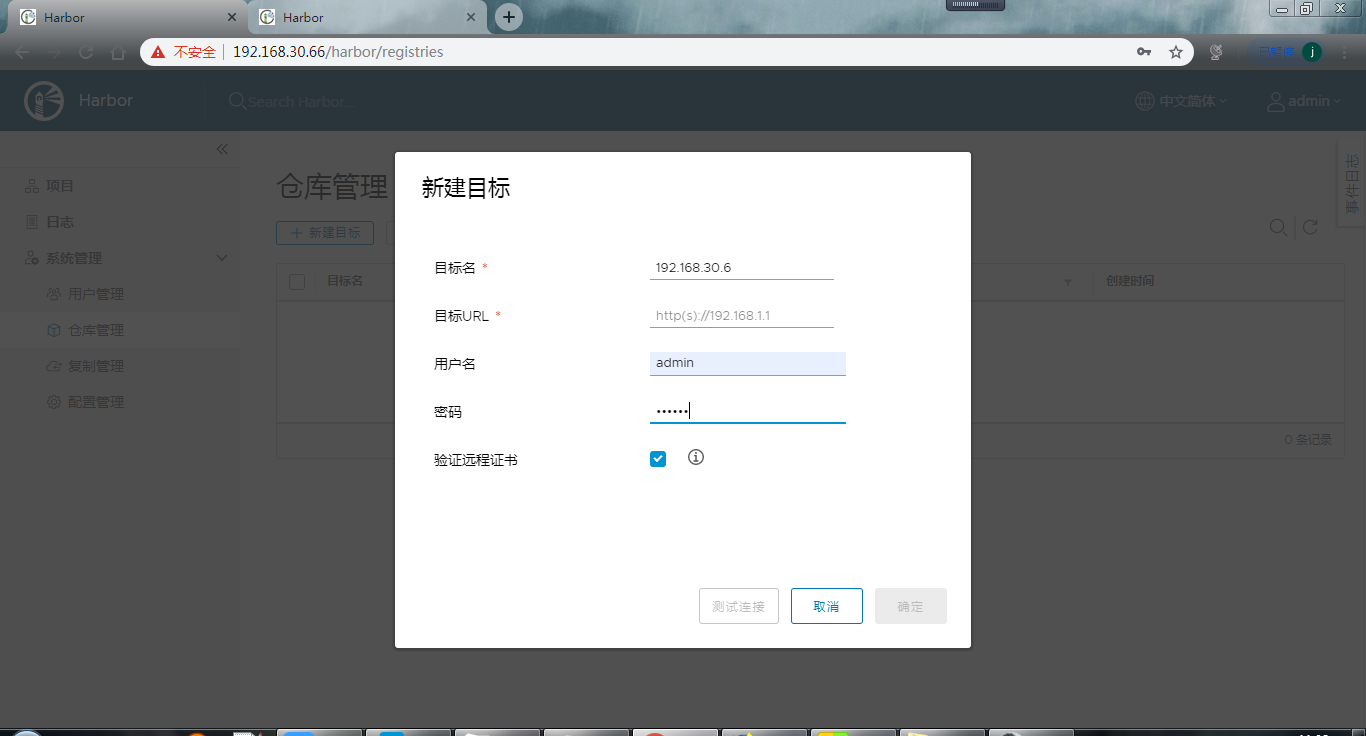 Harbor
Harbor
不安全 192.168.30.66/harbor/registries
j
Harbor
Search Harbor...
中文简体
admin
项目
日志
系统管理
用户管理
仓库管理
复制管理
配置管理
仓库管理
新建目标
目标名
创建时间
0 条记录
事件日志
新建目标
目标名 *
192.168.30.6
目标URL *
http(s)://192.168.1.1
用户名
admin
密码
••••••
验证远程证书
测试连接
取消
确定